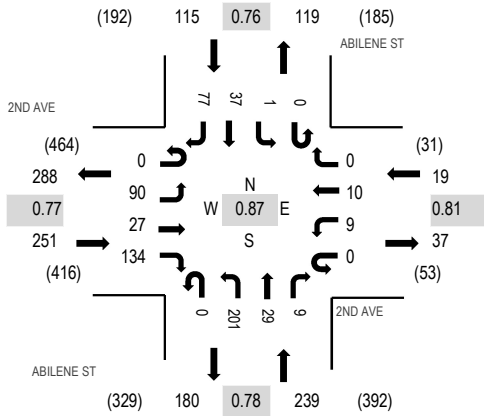 (192) 115 0.76 119 (185)
ABILENE ST
2ND AVE
77 37 1 0
(464) (31)
0 0
288 19
90 10
N
0.77 W 0.87 E 0.81
27 9
S
251 37
134 0
(416) (53)
0 201 29 9
2ND AVE
ABILENE ST
(329) 180 0.78 239 (392)